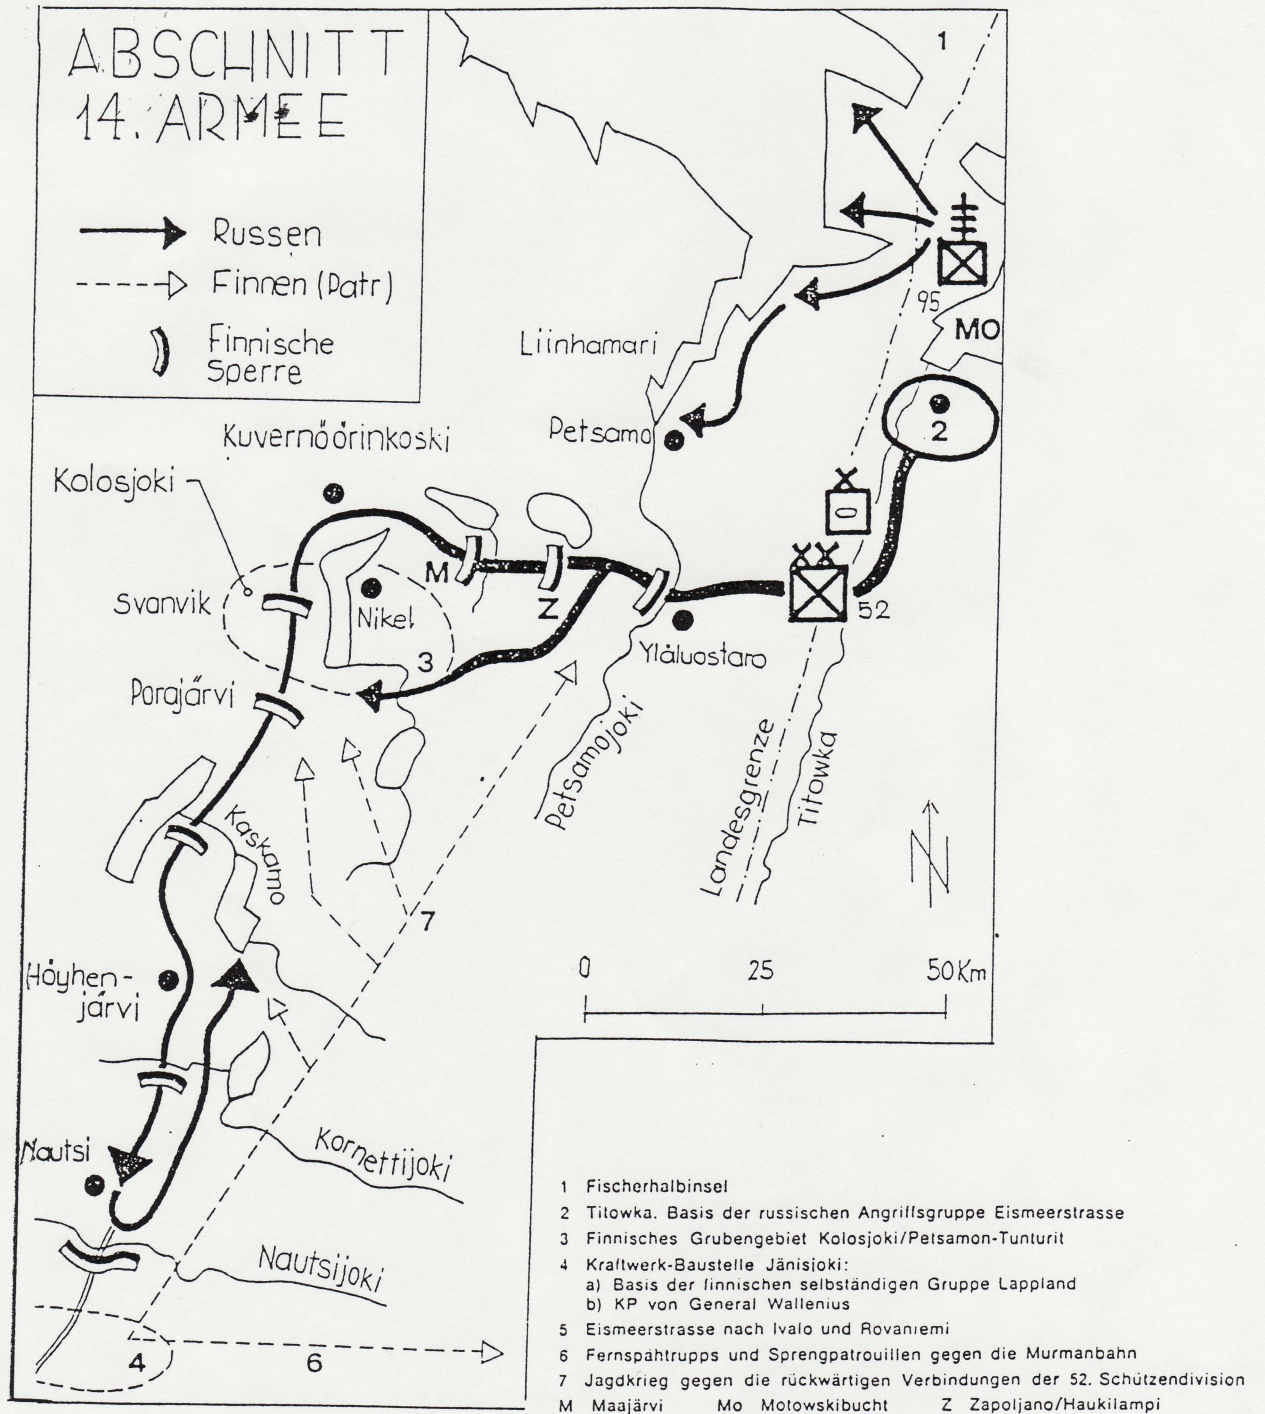 ABSCHNITT
14. ARMEE
Russen
Finnen (Patr)
Finnische
Sperre
1
95
MO
Liinhamari
Petsamo
2
Kuvernöörinkoski
Kolosjoki
M
Z
Svanvik
Nikel
3
52
Yläluostaro
Porajärvi
Petsamojoki
Landesgrenze
Titowka
N
Kaskamo
7
Höyhen-
järvi
0 25 50 Km
Nautsi
Kornettijoki
Nautsijoki
4
6
1 Fischerhalbinsel
2 Titowka. Basis der russischen Angriffsgruppe Eismeerstrasse
3 Finnisches Grubengebiet Kolosjoki/Petsamon-Tunturit
4 Kraftwerk-Baustelle Jäniskoki:
a) Basis der finnischen selbständigen Gruppe Lappland
b) KP von General Wallenius
5 Eismeerstrasse nach Ivalo und Rovaniemi
6 Fernspähtrupps und Sprengpatrouillen gegen die Murmanbahn
7 Jagdkrieg gegen die rückwärtigen Verbindungen der 52. Schützendivision
M Maajärvi Mo Motowskibucht Z Zapoljano/Haukilampi